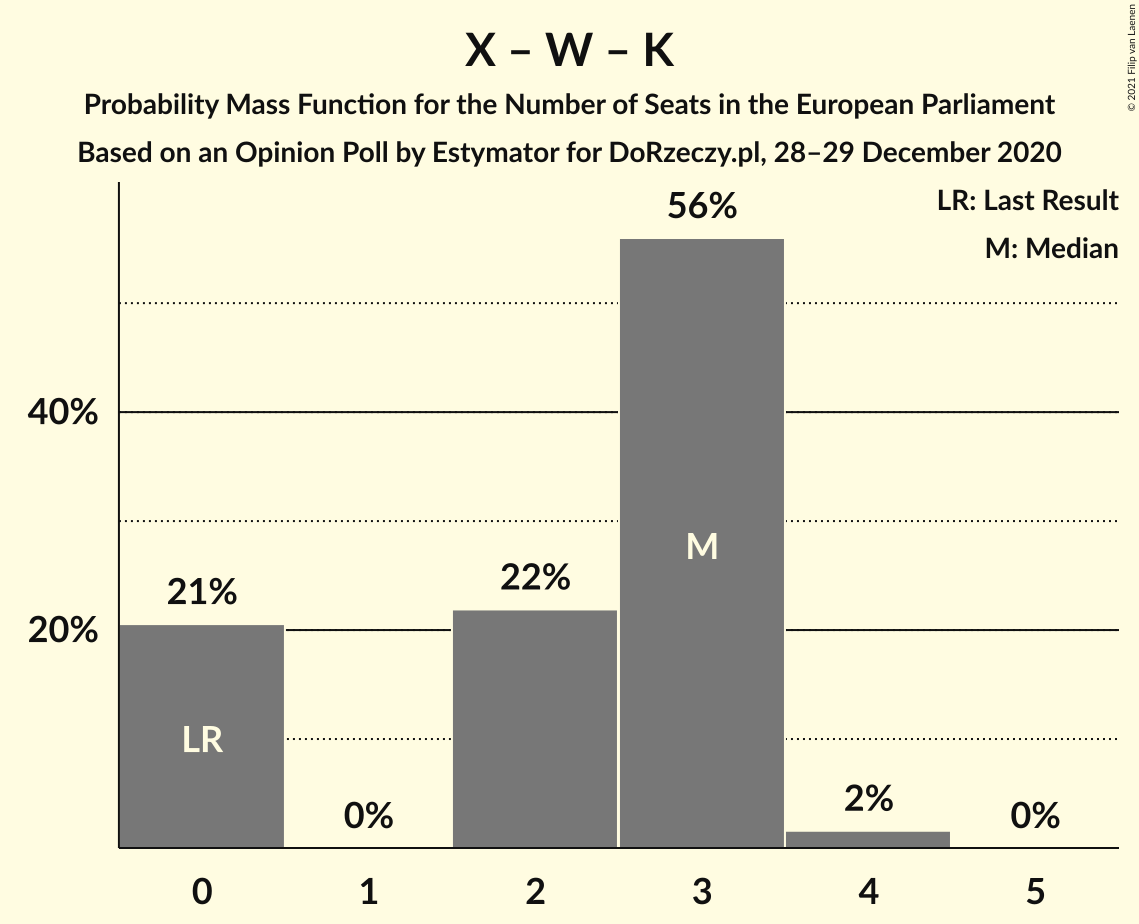 X – W – K
Probability Mass Function for the Number of Seats in the European Parliament
Based on an Opinion Poll by Estymator for DoRzeczy.pl, 28–29 December 2020
© 2021 Filip van Laenen
LR: Last Result
M: Median
56%
40%
M
21%
22%
20%
LR
0%
2%
0%
0 1 2 3 4 5